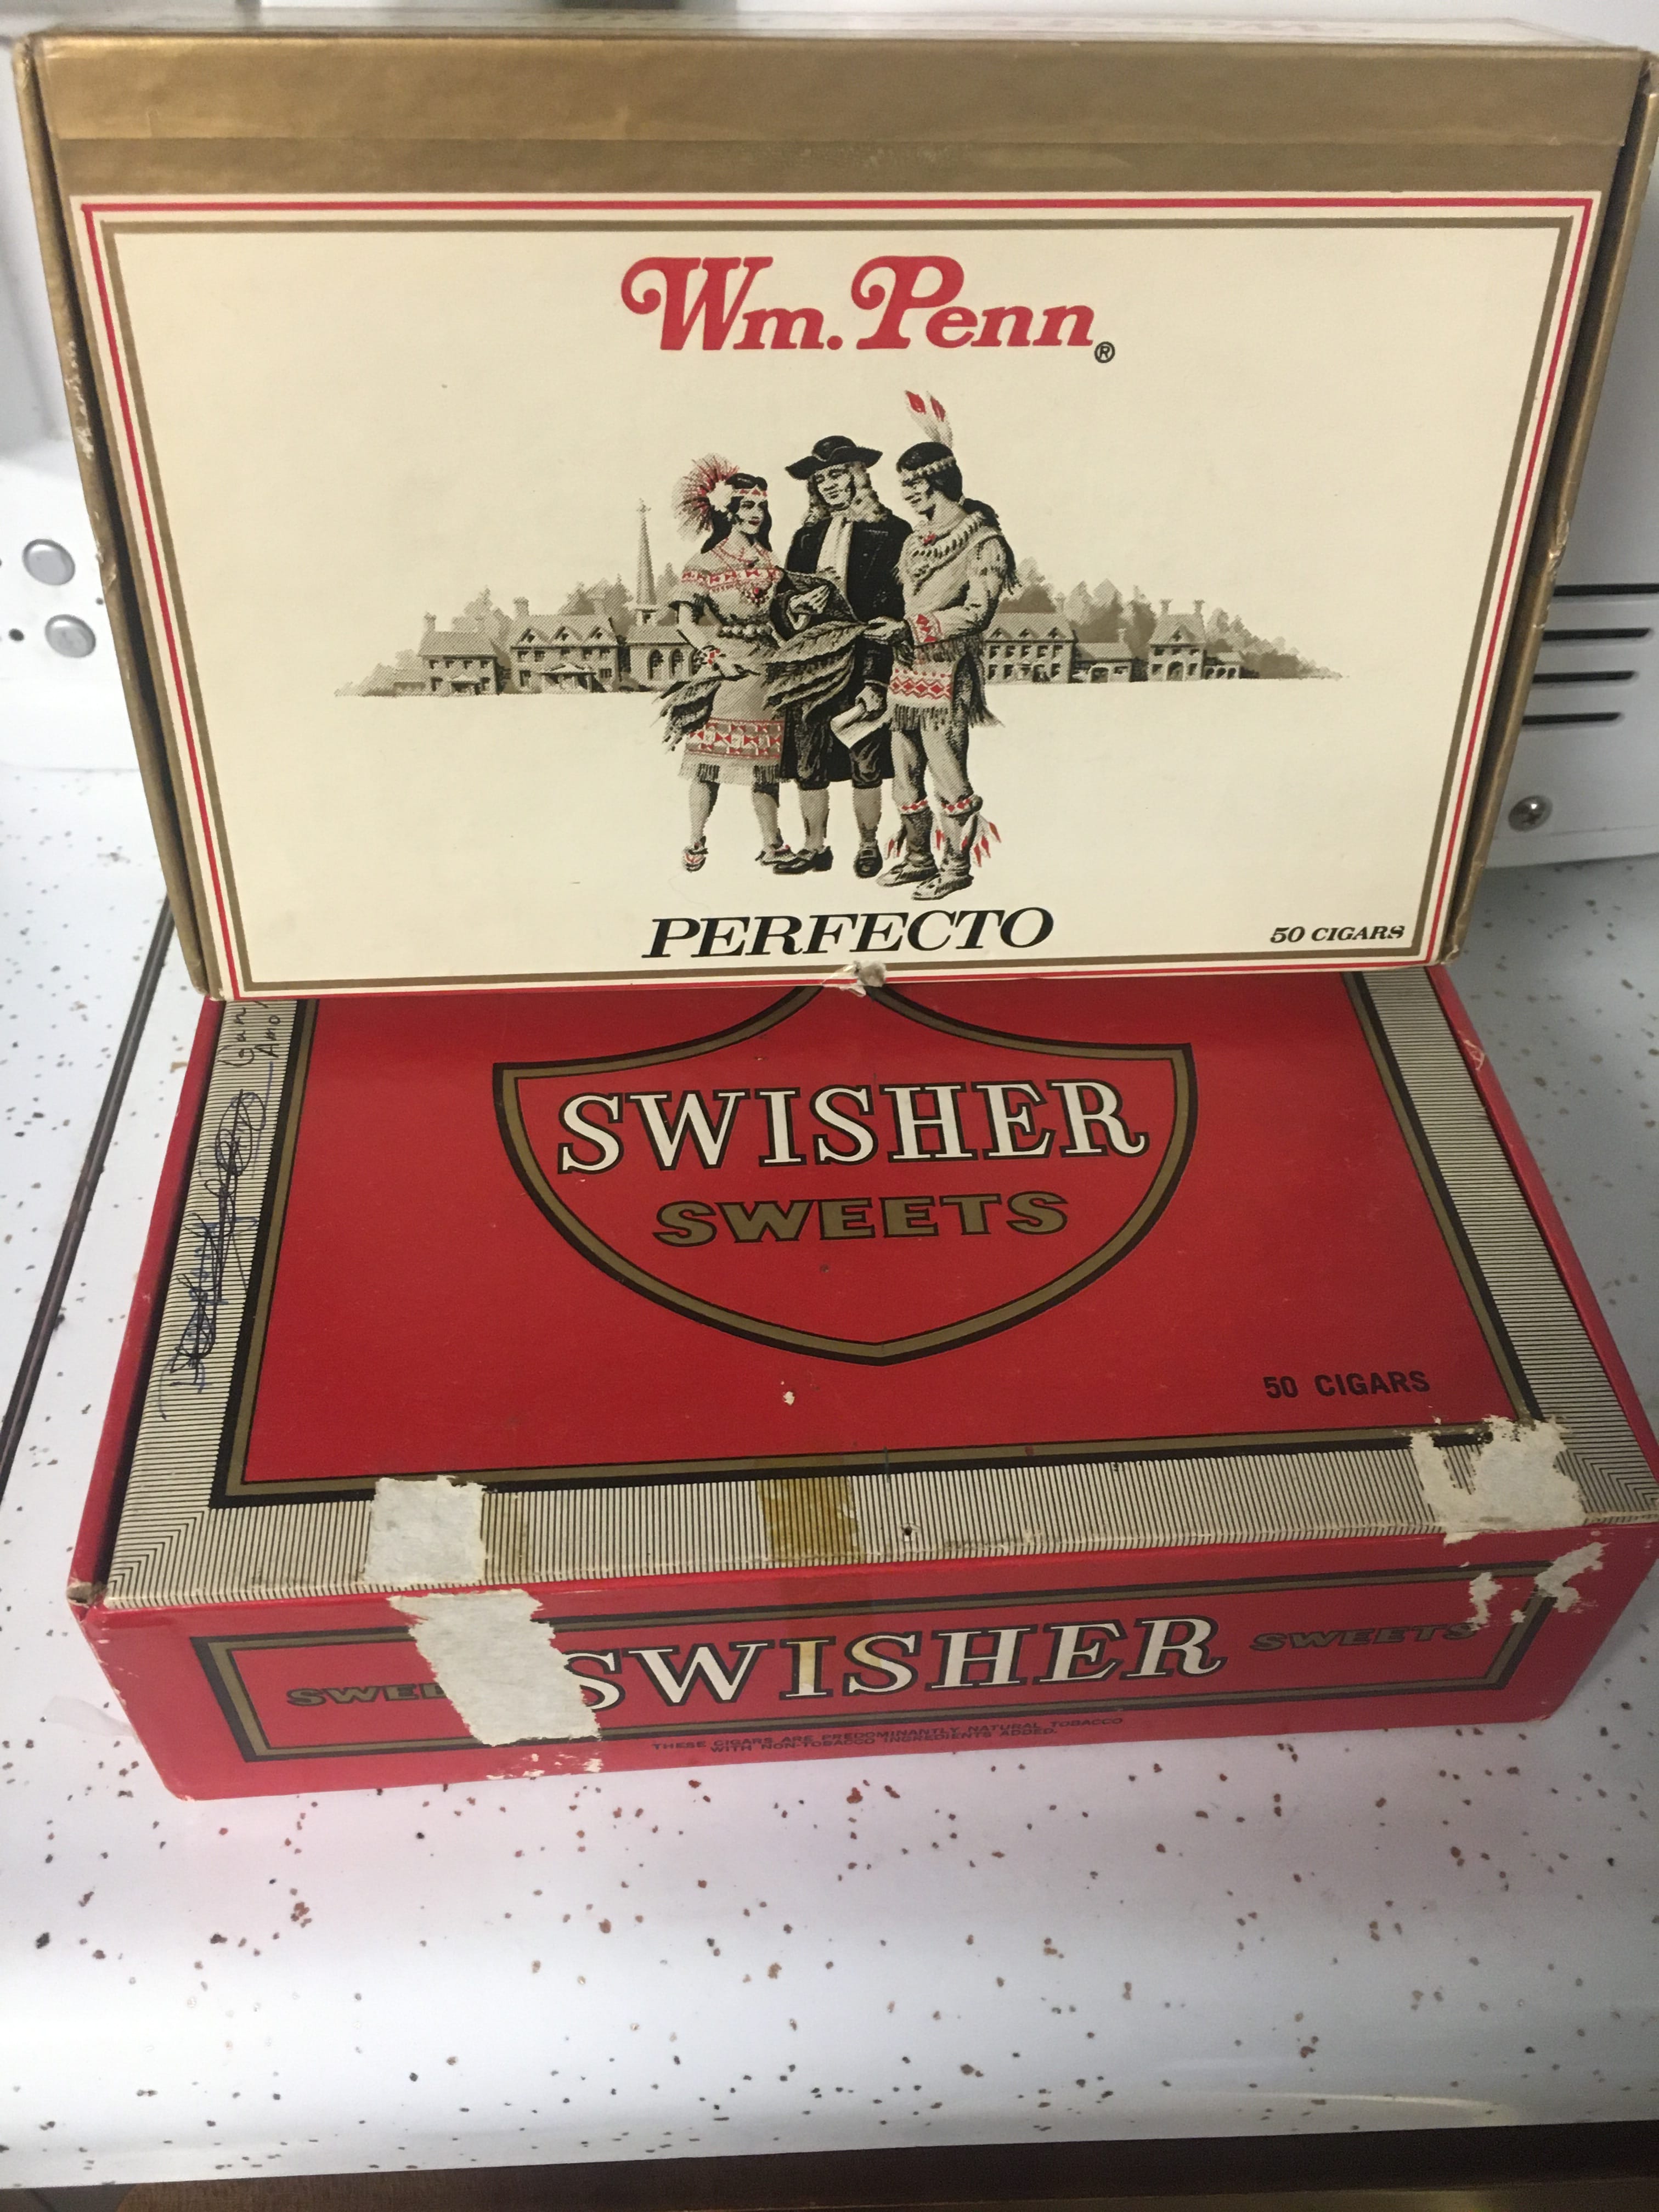 Wm. Penn®
PERFECTO
50 CIGARS
SWISHER
SWEETS
50 CIGARS
SWISHER SWEETS
THESE CIGARS ARE PREDOMINANTLY NATURAL TOBACCO
WITH NON-TOBACCO INGREDIENTS ADDED.